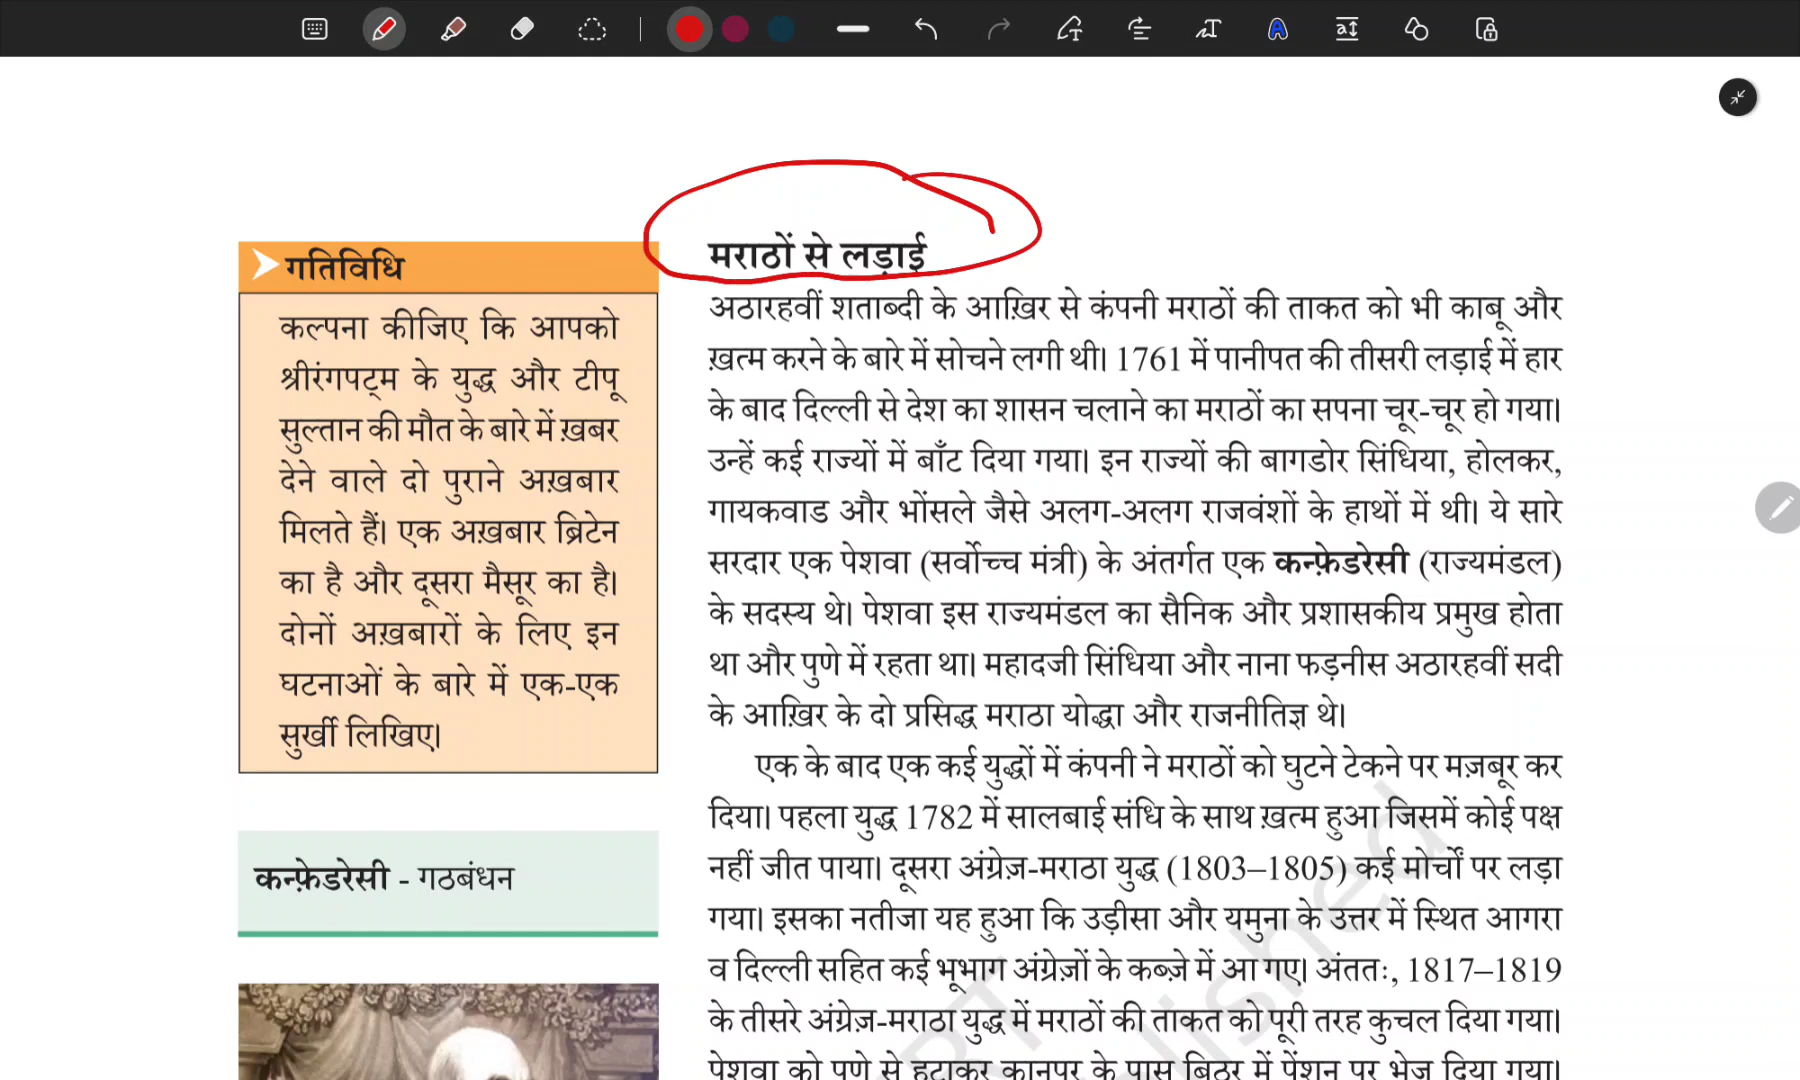 गतिविधि
कल्पना कीजिए कि आपको
श्रीरंगपट्म के युद्ध और टीपू
सुल्तान की मौत के बारे में ख़बर
देने वाले दो पुराने अख़बार
मिलते हैं। एक अख़बार ब्रिटेन
का है और दूसरा मैसूर का है।
दोनों अख़बारों के लिए इन
घटनाओं के बारे में एक-एक
सुर्खी लिखिए।
कन्फ़ेडरेसी - गठबंधन
मराठों से लड़ाई
अठारहवीं शताब्दी के आख़िर से कंपनी मराठों की ताकत को भी काबू और
ख़त्म करने के बारे में सोचने लगी थी। 1761 में पानीपत की तीसरी लड़ाई में हार
के बाद दिल्ली से देश का शासन चलाने का मराठों का सपना चूर-चूर हो गया।
उन्हें कई राज्यों में बाँट दिया गया। इन राज्यों की बागडोर सिंधिया, होलकर,
गायकवाड और भोंसले जैसे अलग-अलग राजवंशों के हाथों में थी। ये सारे
सरदार एक पेशवा (सर्वोच्च मंत्री) के अंतर्गत एक कन्फ़ेडरेसी (राज्यमंडल)
के सदस्य थे। पेशवा इस राज्यमंडल का सैनिक और प्रशासकीय प्रमुख होता
था और पुणे में रहता था। महादजी सिंधिया और नाना फड़नीस अठारहवीं सदी
के आख़िर के दो प्रसिद्ध मराठा योद्धा और राजनीतिज्ञ थे।
एक के बाद एक कई युद्धों में कंपनी ने मराठों को घुटने टेकने पर मज़बूर कर
दिया। पहला युद्ध 1782 में सालबाई संधि के साथ ख़त्म हुआ जिसमें कोई पक्ष
नहीं जीत पाया। दूसरा अंग्रेज़-मराठा युद्ध (1803–1805) कई मोर्चों पर लड़ा
गया। इसका नतीजा यह हुआ कि उड़ीसा और यमुना के उत्तर में स्थित आगरा
व दिल्ली सहित कई भूभाग अंग्रेज़ों के कब्ज़े में आ गए। अंततः, 1817–1819
के तीसरे अंग्रेज़-मराठा युद्ध में मराठों की ताकत को पूरी तरह कुचल दिया गया।
पेशवा को पुणे से हटाकर कानपुर के पास बिठूर में पेंशन पर भेज दिया गया।